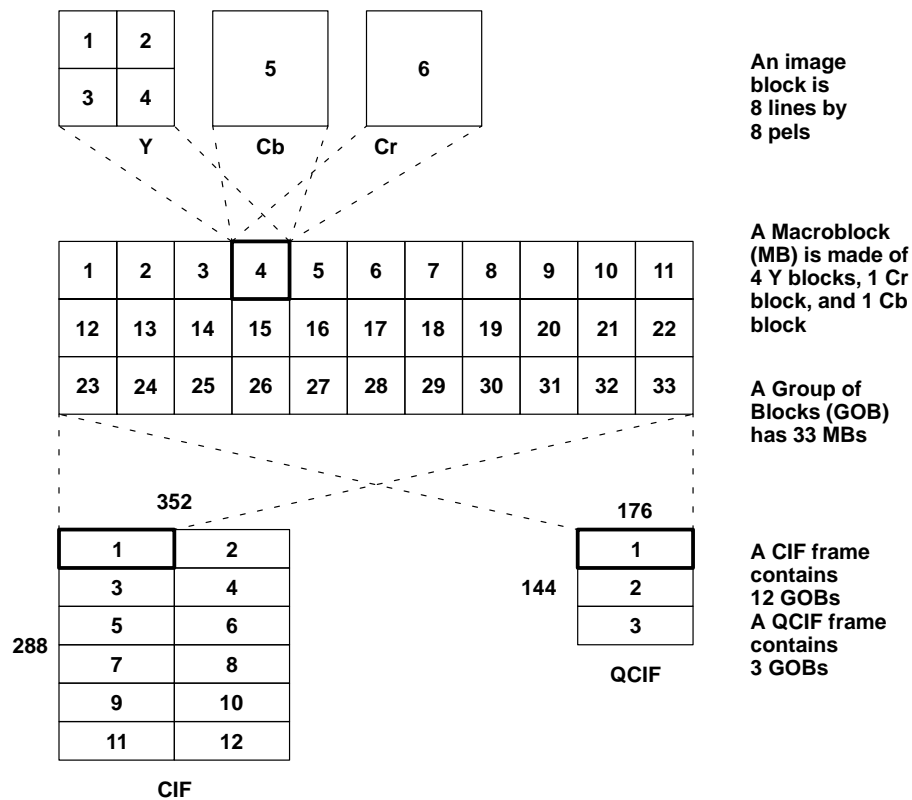 1 2
3 4
5
6
Y
Cb
Cr
An image
block is
8 lines by
8 pels
1 2 3 4 5 6 7 8 9 10 11
12 13 14 15 16 17 18 19 20 21 22
23 24 25 26 27 28 29 30 31 32 33
A Macroblock
(MB) is made of
4 Y blocks, 1 Cr
block, and 1 Cb
block
A Group of
Blocks (GOB)
has 33 MBs
352
288
1 2
3 4
5 6
7 8
9 10
11 12
CIF
176
144
1
2
3
QCIF
A CIF frame
contains
12 GOBs
A QCIF frame
contains
3 GOBs